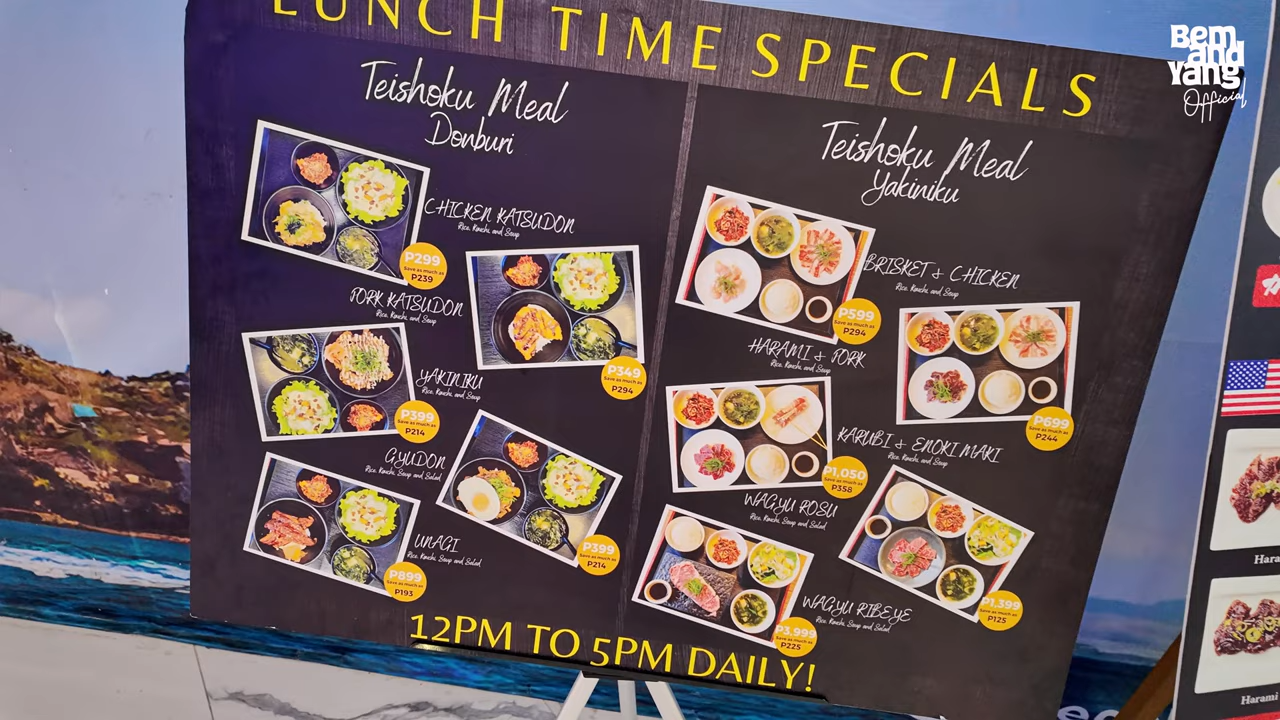 LUNCH TIME SPECIALS
Teishoku Meal
Donburi
CHICKEN KATSUDON
Rice, Kimchi and Soup
P299
Save as much as
P239
PORK KATSUDON
Rice, Kimchi and Soup
P349
Save as much as
P294
YAKINIKU
Rice, Kimchi and Soup
P399
Save as much as
P214
GYUDON
Rice, Kimchi, Soup and Salad
P399
Save as much as
P214
UNAGI
Rice, Kimchi, Soup and Salad
P899
Save as much as
P193
Teishoku Meal
Yakiniku
BRISKET & CHICKEN
Rice, Kimchi, and Soup
P599
Save as much as
P294
HARAMI & PORK
Rice, Kimchi, and Soup
P699
Save as much as
P244
KARUBI & ENOKI MAKI
Rice, Kimchi, and Soup
P1,050
Save as much as
P358
WAGYU ROSU
Rice, Kimchi, Soup and Salad
P1,399
Save as much as
P125
WAGYU RIBEYE
Rice, Kimchi, Soup and Salad
P3,999
Save as much as
P225
12PM TO 5PM DAILY!
Bem
and
Yang
Official
Hara
Harami